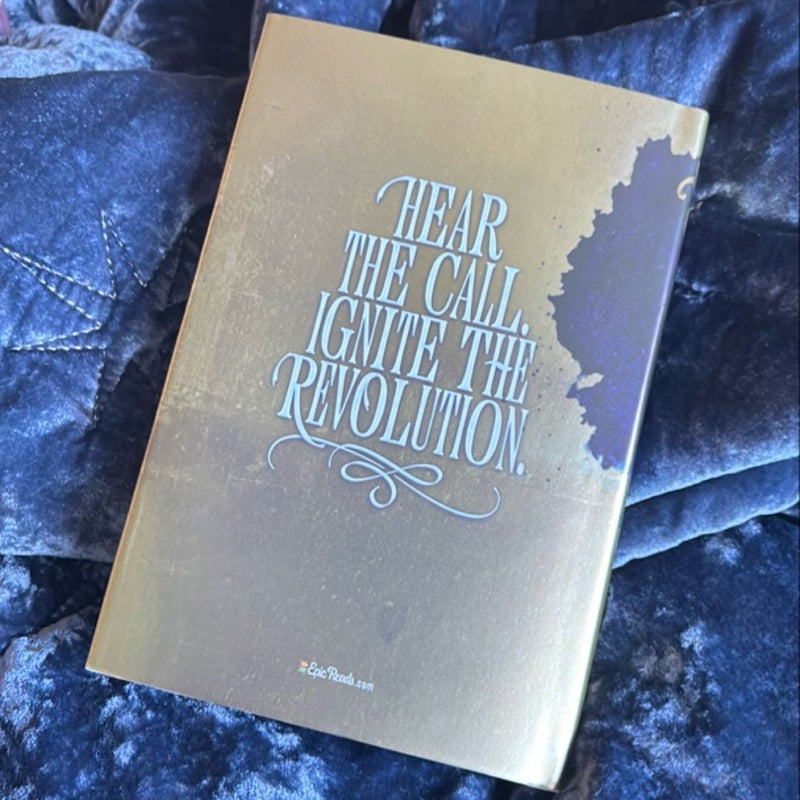 HEAR
THE CALL.
IGNITE THE
REVOLUTION.
EpicReads.com